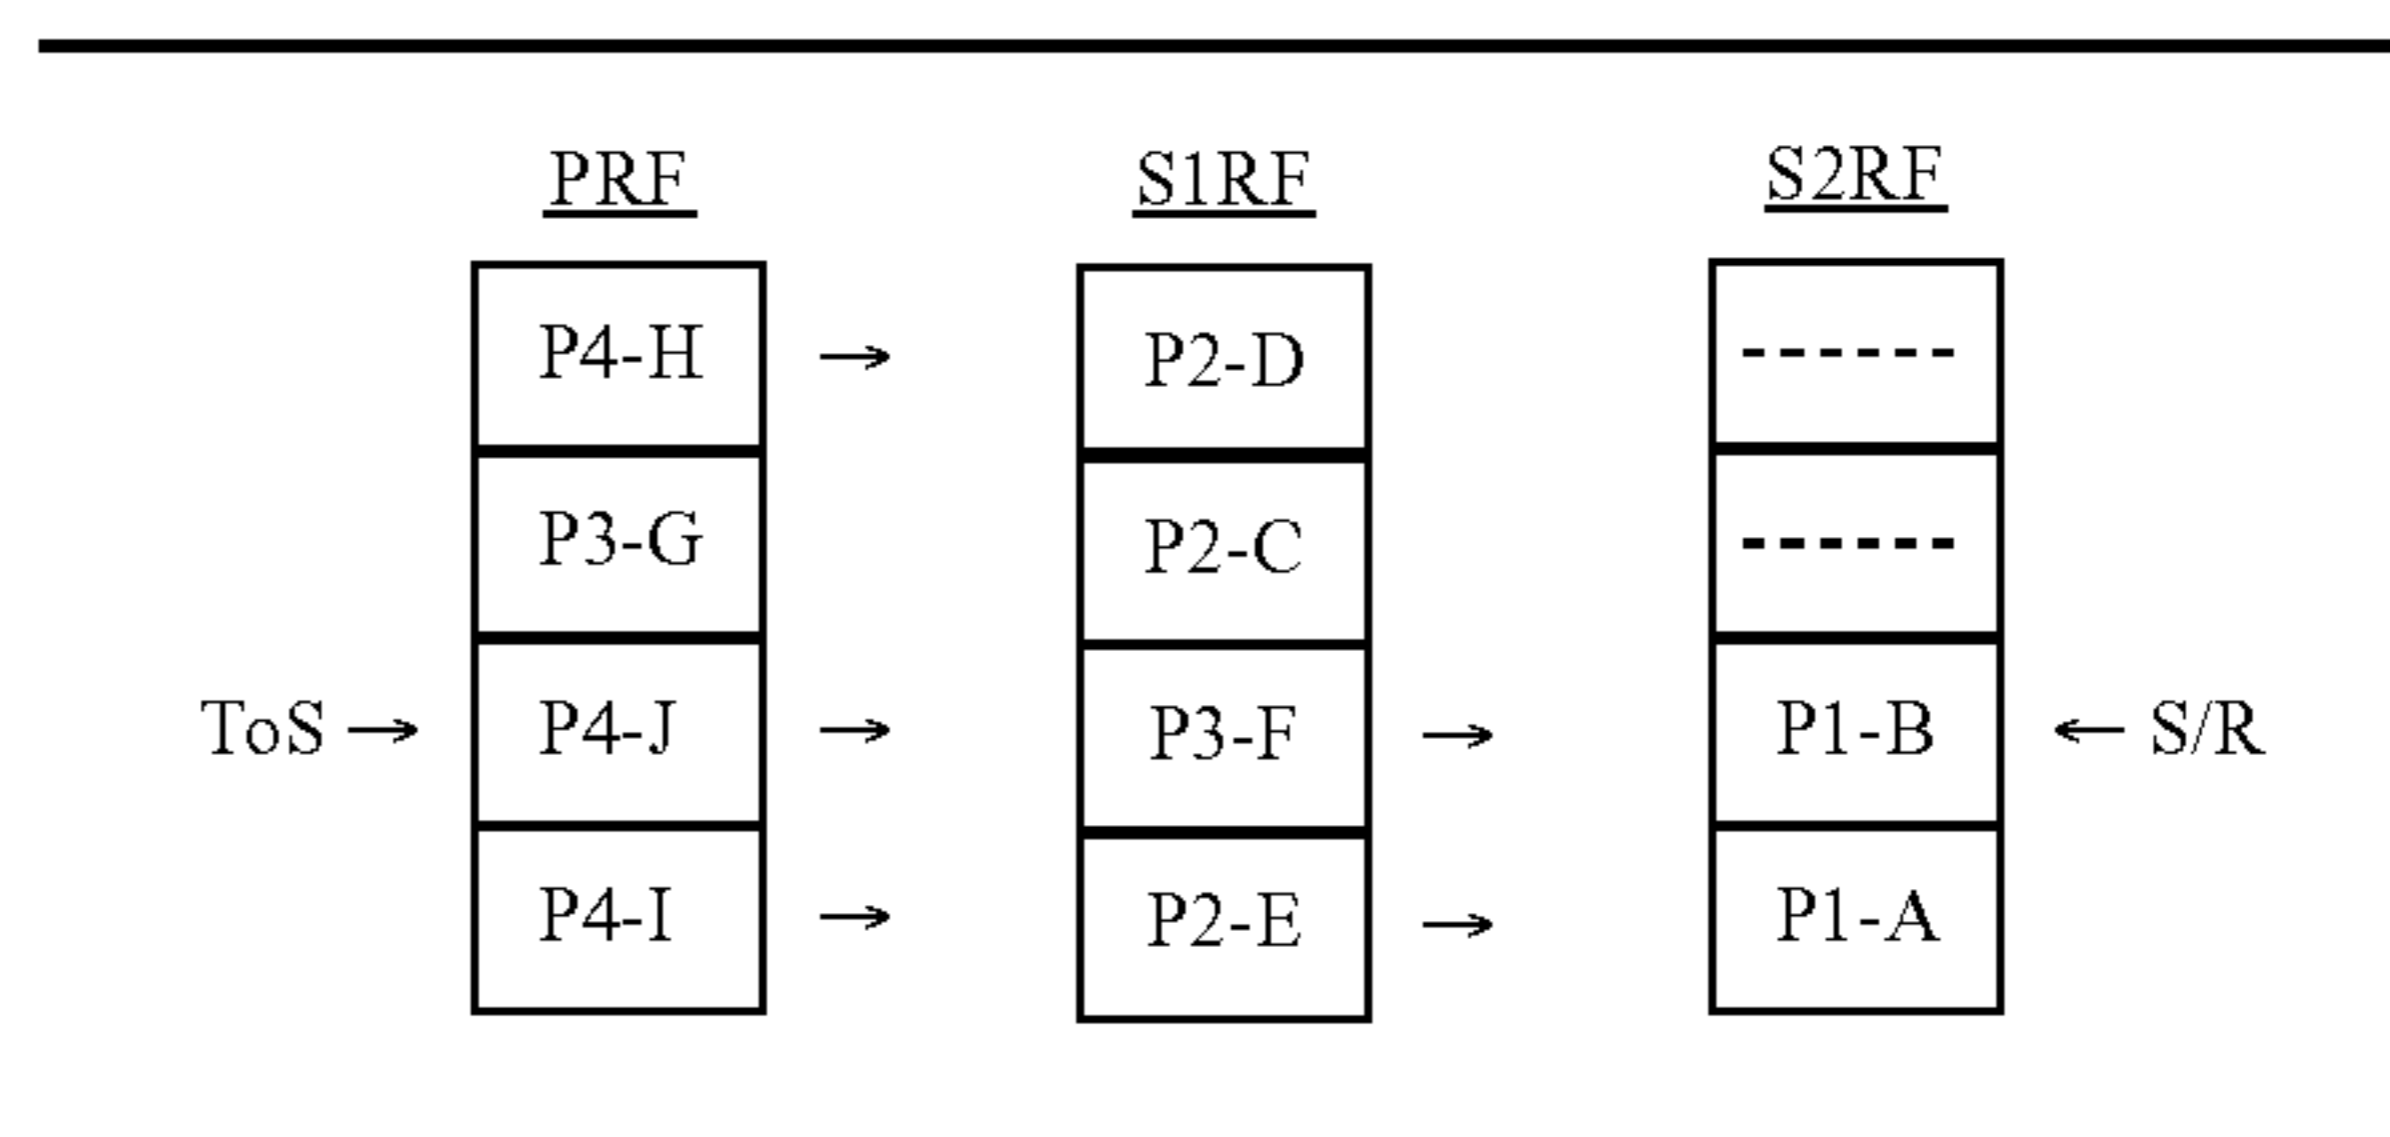 PRF S1RF S2RF
P4-H → P2-D ------
P3-G P2-C ------
ToS → P4-J → P3-F → P1-B ← S/R
P4-I → P2-E → P1-A